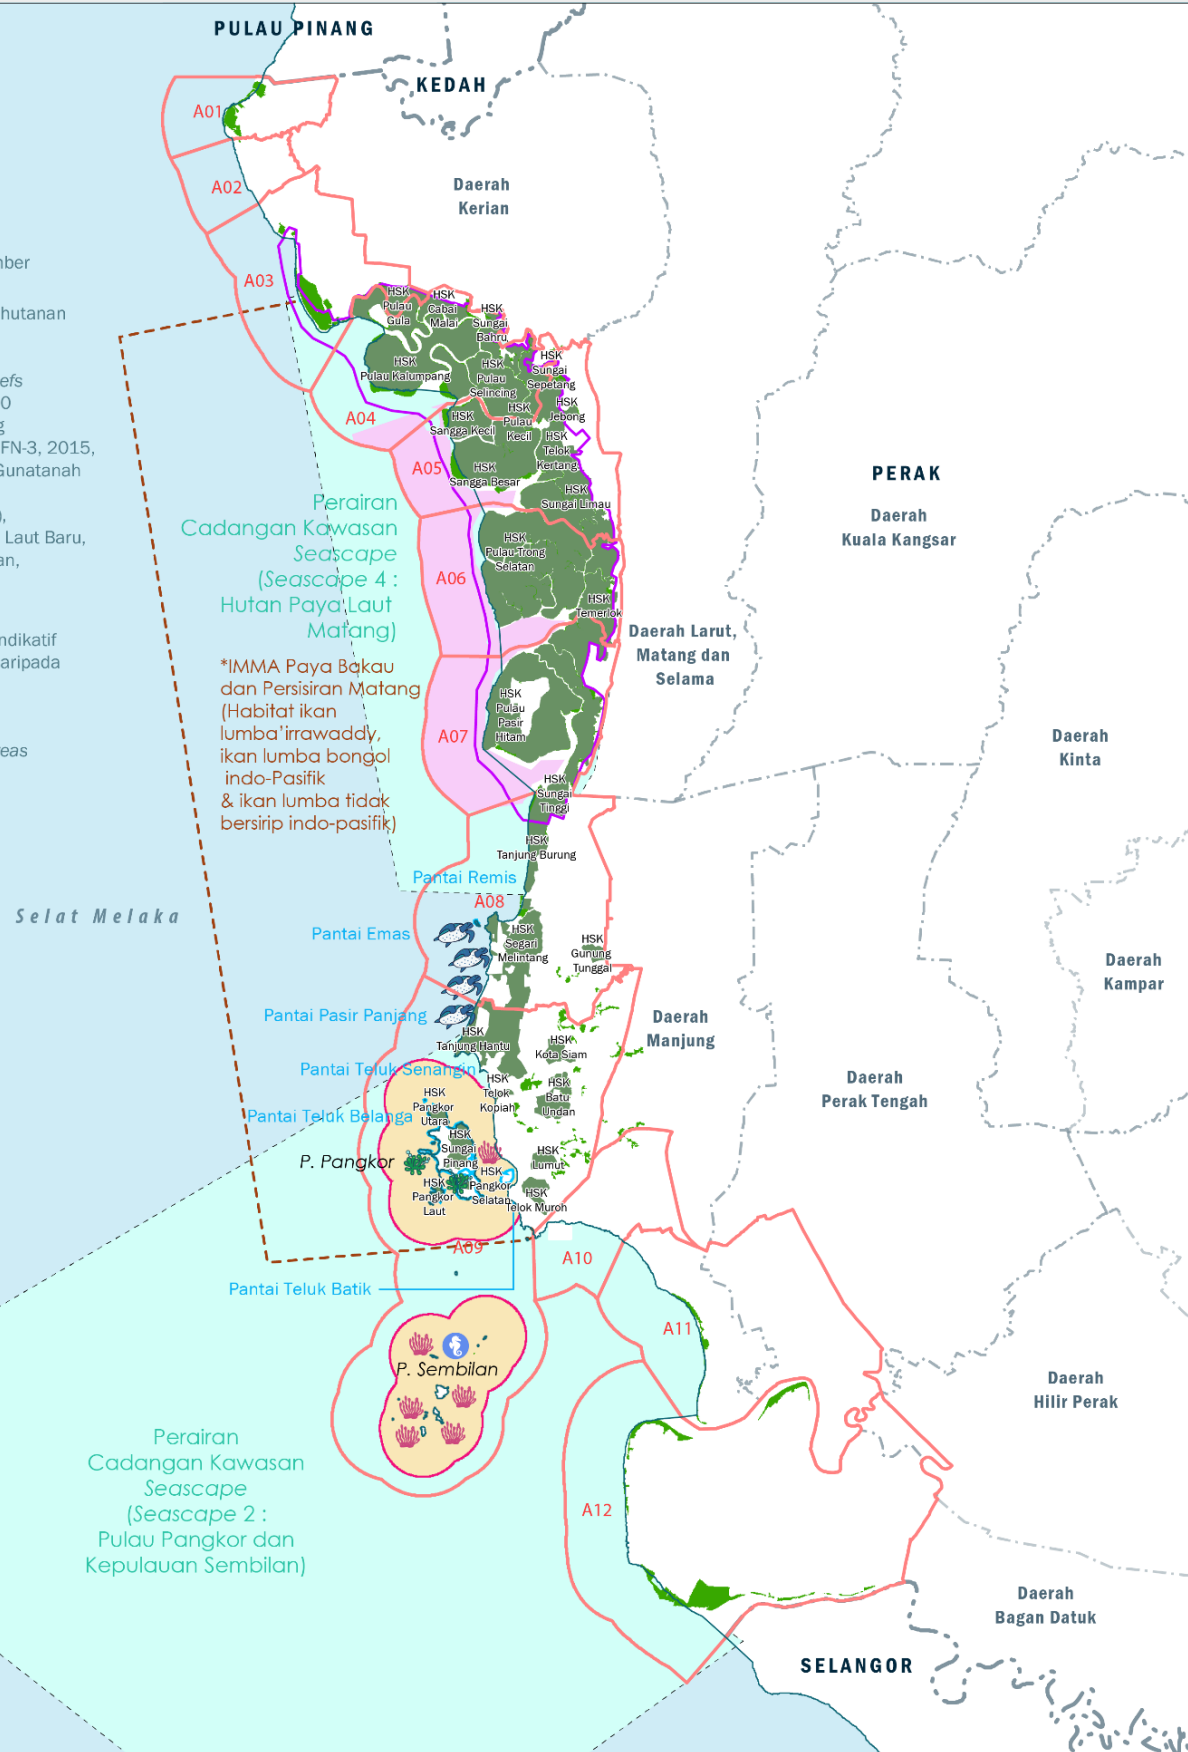 PULAU PINANG
KEDAH
A01
A02
Daerah
Kerian
A03
hutanan
HSK
Pulau
Gula
HSK
Cabai
Malai
HSK
Sungai
Bahru
HSK
Pulau Kalumpang
HSK
Pulau
Selincing
HSK
Sungai
Sepetang
HSK
Jebong
A04
HSK
Sangga Kecil
HSK
Pulau
Kecil
HSK
Telok
Kertang
FN-3, 2015,
Gunatanah
A05
HSK
Sangga Besar
HSK
Sungai Limau
PERAK
Daerah
Kuala Kangsar
Laut Baru,
Perairan
Cadangan Kawasan
Seascape
(Seascape 4 :
Hutan Paya Laut
Matang)
HSK
Pulau Trong
Selatan
A06
HSK
Temerlok
ndikatif
aripada
Daerah Larut,
Matang dan
Selama
*IMMA Paya Bakau
dan Persisiran Matang
(Habitat ikan
lumba'irrawaddy,
ikan lumba bongol
indo-Pasifik
& ikan lumba tidak
bersirip indo-pasifik)
HSK
Pulau
Pasir
Hitam
A07
Daerah
Kinta
HSK
Sungai
Tinggi
HSK
Tanjung Burung
Pantai Remis
A08
Selat Melaka
Pantai Emas
HSK
Segari
Melintang
HSK
Gunung
Tunggal
Daerah
Kampar
Pantai Pasir Panjang
Daerah
Manjung
HSK
Tanjung Hantu
HSK
Kota Siam
Pantai Teluk Senangin
HSK
Telok
Kopiah
HSK
Batu
Undan
Daerah
Perak Tengah
HSK
Pangkor
Utara
Pantai Teluk Belanga
HSK
Sungai
Pinang
HSK
Lumut
P. Pangkor
HSK
Pangkor
Selatan
HSK
Pangkor
Laut
HSK
Telok Muroh
A09
A10
Pantai Teluk Batik
A11
P. Sembilan
Daerah
Hilir Perak
Perairan
Cadangan Kawasan
Seascape
(Seascape 2 :
Pulau Pangkor dan
Kepulauan Sembilan)
A12
Daerah
Bagan Datuk
SELANGOR